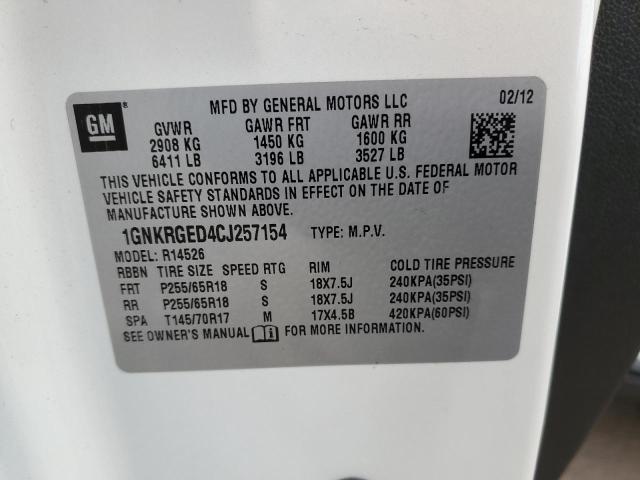 MFD BY GENERAL MOTORS LLC 02/12
GM®
GVWR GAWR FRT GAWR RR
2908 KG 1450 KG 1600 KG
6411 LB 3196 LB 3527 LB
THIS VEHICLE CONFORMS TO ALL APPLICABLE U.S. FEDERAL MOTOR
VEHICLE SAFETY STANDARDS IN EFFECT ON THE DATE OF
MANUFACTURE SHOWN ABOVE.
1GNKRGED4CJ257154 TYPE: M.P.V.
MODEL: R14526
RBBN TIRE SIZE SPEED RTG RIM COLD TIRE PRESSURE
FRT P255/65R18 S 18X7.5J 240KPA(35PSI)
RR P255/65R18 S 18X7.5J 240KPA(35PSI)
SPA T145/70R17 M 17X4.5B 420KPA(60PSI)
SEE OWNER'S MANUAL FOR MORE INFORMATION